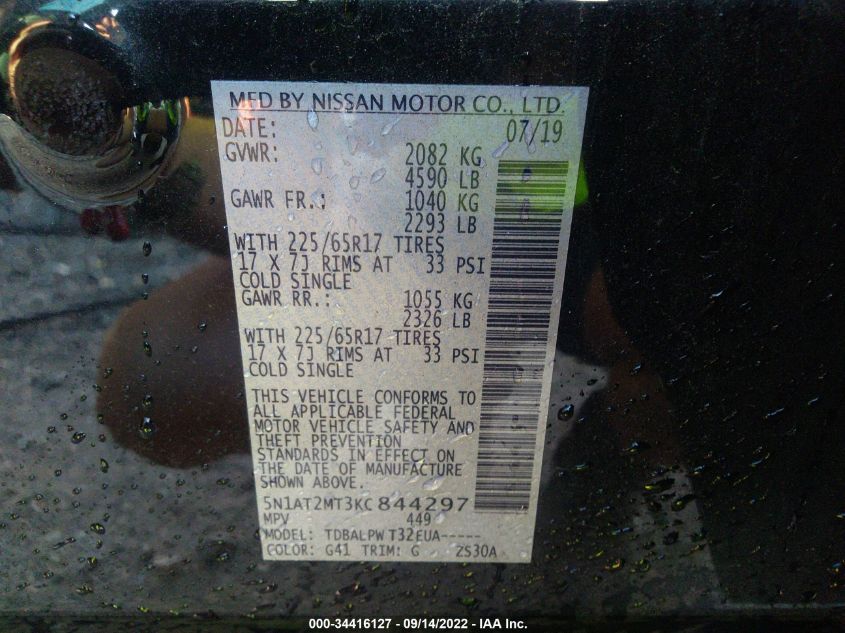 MFD BY NISSAN MOTOR CO., LTD.
DATE: 07/19
GVWR: 2082 KG
4590 LB
GAWR FR.: 1040 KG
2293 LB
WITH 225/65R17 TIRES
17 X 7J RIMS AT 33 PSI
COLD SINGLE
GAWR RR.: 1055 KG
2326 LB
WITH 225/65R17 TIRES
17 X 7J RIMS AT 33 PSI
COLD SINGLE
THIS VEHICLE CONFORMS TO
ALL APPLICABLE FEDERAL
MOTOR VEHICLE SAFETY AND
THEFT PREVENTION
STANDARDS IN EFFECT ON
THE DATE OF MANUFACTURE
SHOWN ABOVE.
5N1AT2MT3KC844297
MPV 449
MODEL: TDBALPW T32EUA-----
COLOR: G41 TRIM: G ZS30A
000-34416127 - 09/14/2022 - IAA Inc.